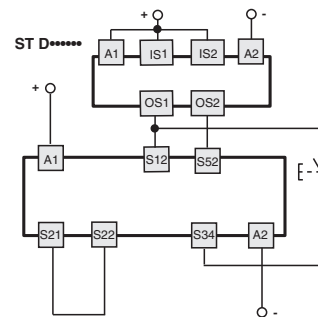 + -
ST D••••••
A1 IS1 IS2 A2
OS1 OS2
+
A1 S12 S52
S21 S22 S34 A2
-